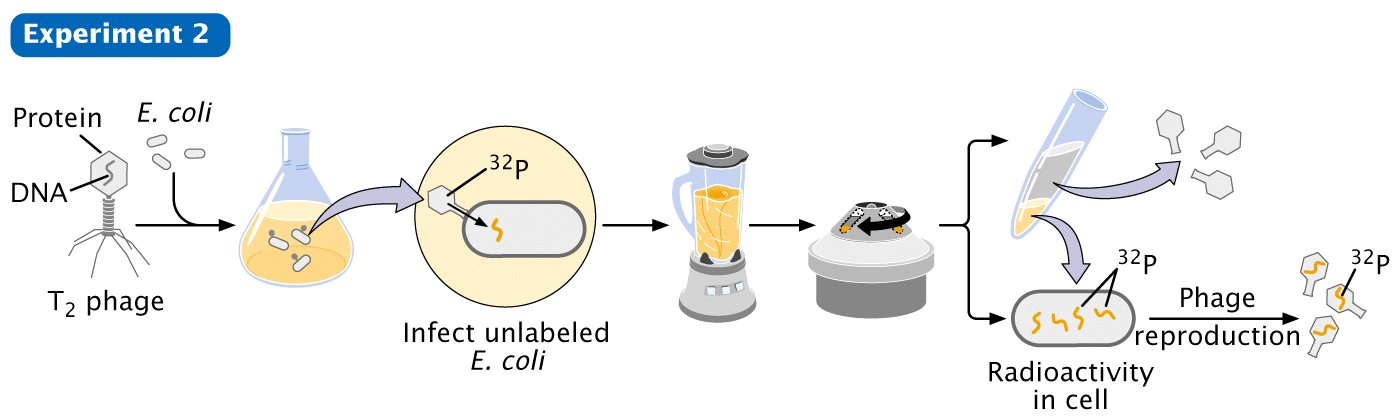 Experiment 2
Protein
E. coli
DNA
T₂ phage
³²P
Infect unlabeled
E. coli
³²P
Radioactivity
in cell
Phage
reproduction
³²P